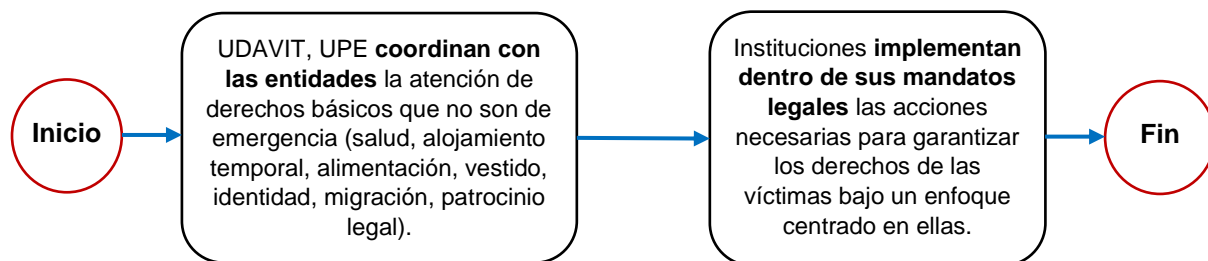 Inicio
UDAVIT, UPE coordinan con
las entidades la atención de
derechos básicos que no son de
emergencia (salud, alojamiento
temporal, alimentación, vestido,
identidad, migración, patrocinio
legal).
Instituciones implementan
dentro de sus mandatos
legales las acciones
necesarias para garantizar
los derechos de las
víctimas bajo un enfoque
centrado en ellas.
Fin